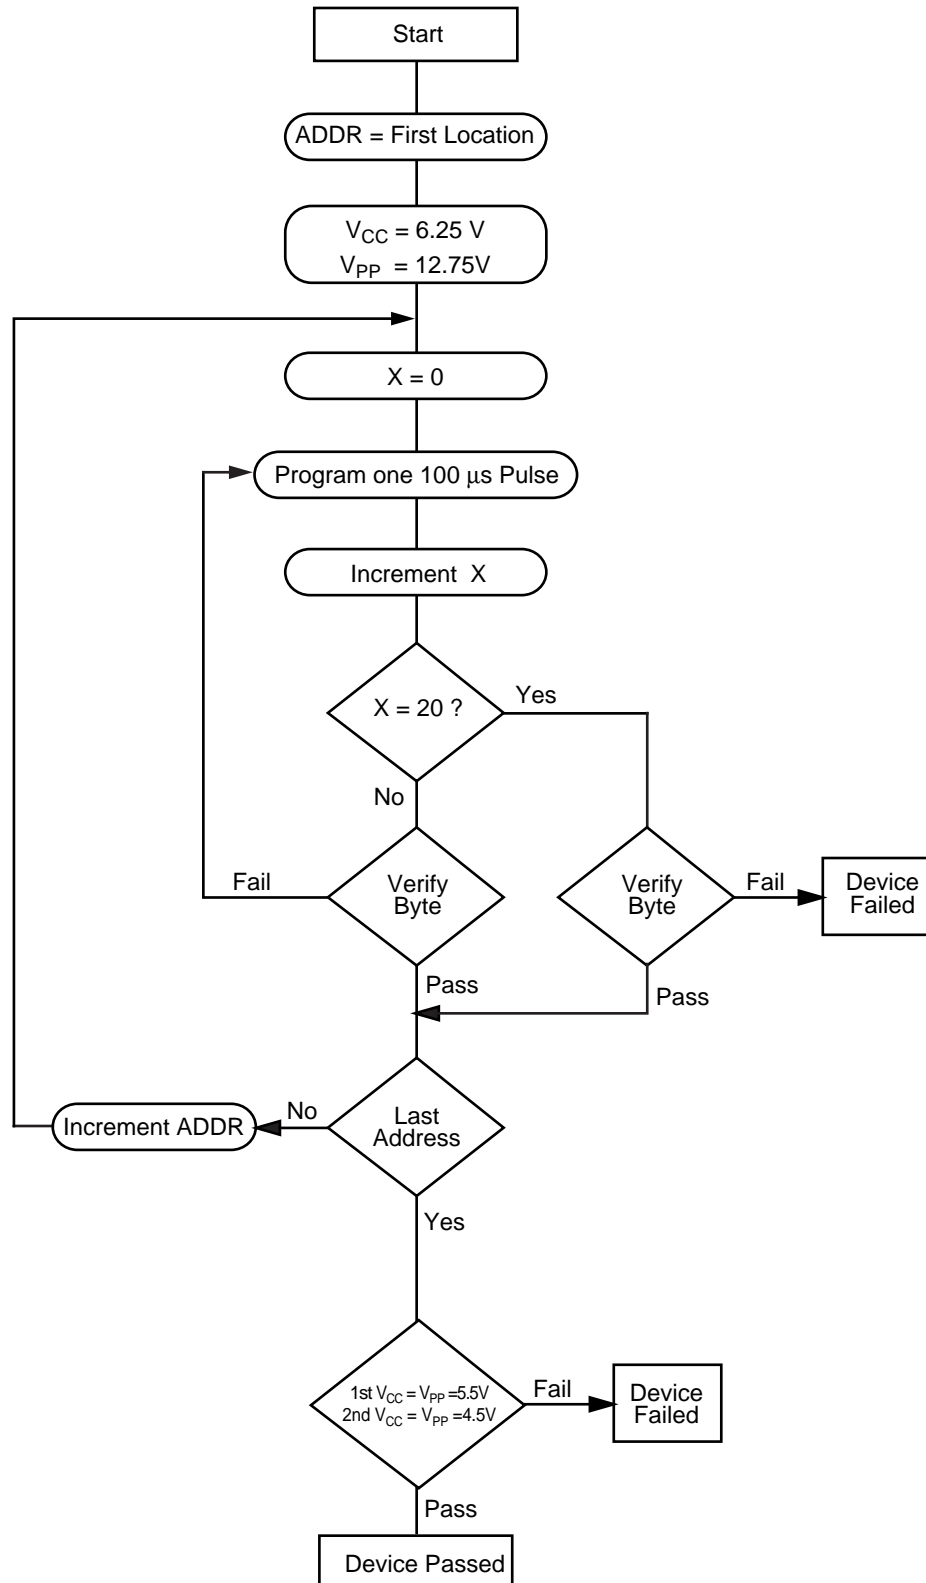 Start
ADDR = First Location
VCC = 6.25 V
VPP = 12.75V
X = 0
Program one 100 μs Pulse
Increment X
X = 20 ?
Yes
No
Fail
Verify
Byte
Verify
Byte
Fail
Device
Failed
Pass
Pass
Increment ADDR
No
Last
Address
Yes
1st VCC = VPP =5.5V
2nd VCC = VPP =4.5V
Fail
Device
Failed
Pass
Device Passed